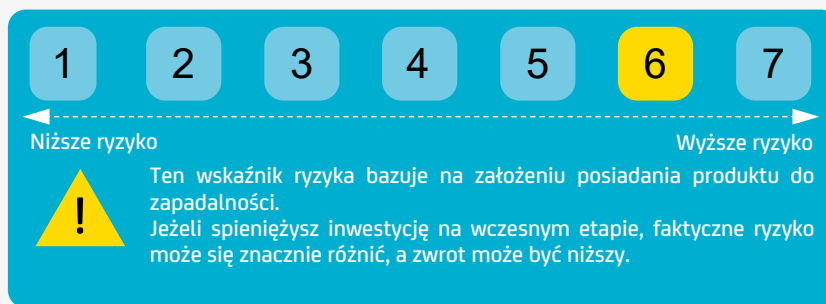 1 2 3 4 5 6 7
Niższe ryzyko Wyższe ryzyko
!
Ten wskaźnik ryzyka bazuje na założeniu posiadania produktu do
zapadalności.
Jeżeli spieniężysz inwestycję na wczesnym etapie, faktyczne ryzyko
może się znacznie różnić, a zwrot może być niższy.